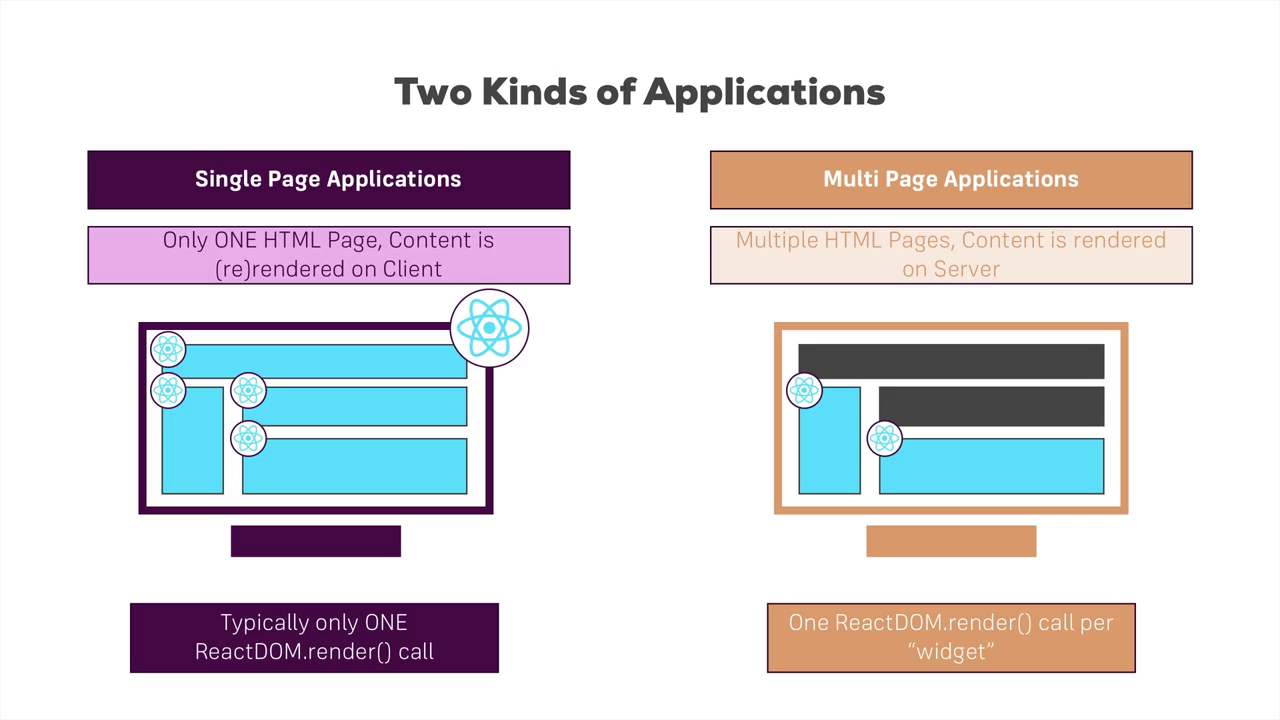 Two Kinds of Applications
Single Page Applications
Only ONE HTML Page, Content is
(re)rendered on Client
Typically only ONE
ReactDOM.render() call
Multi Page Applications
Multiple HTML Pages, Content is rendered
on Server
One ReactDOM.render() call per
“widget”